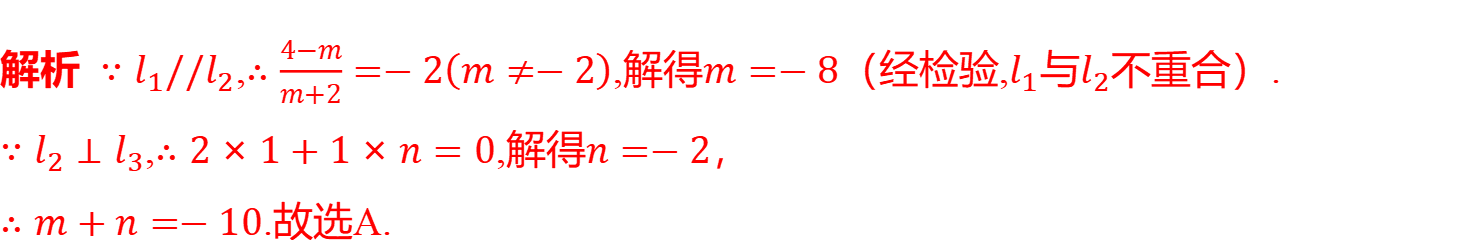 解析 ∵ l₁//l₂,∴ (4−m)/(m+2) =− 2(m ≠− 2),解得m =− 8（经检验,l₁与l₂不重合）.
∵ l₂ ⊥ l₃,∴ 2 × 1 + 1 × n = 0,解得n =− 2，
∴ m + n =− 10.故选A.